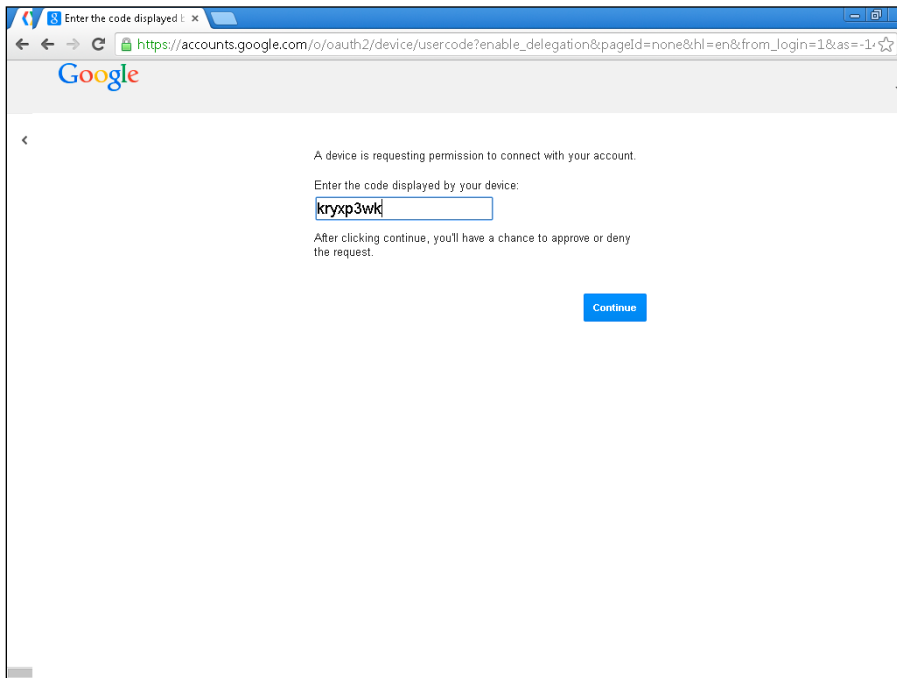 Enter the code displayed b
https://accounts.google.com/o/oauth2/device/usercode?enable_delegation&pageId=none&hl=en&from_login=1&as=-1
Google
A device is requesting permission to connect with your account.
Enter the code displayed by your device:
kryxp3wk
After clicking continue, you'll have a chance to approve or deny
the request.
Continue